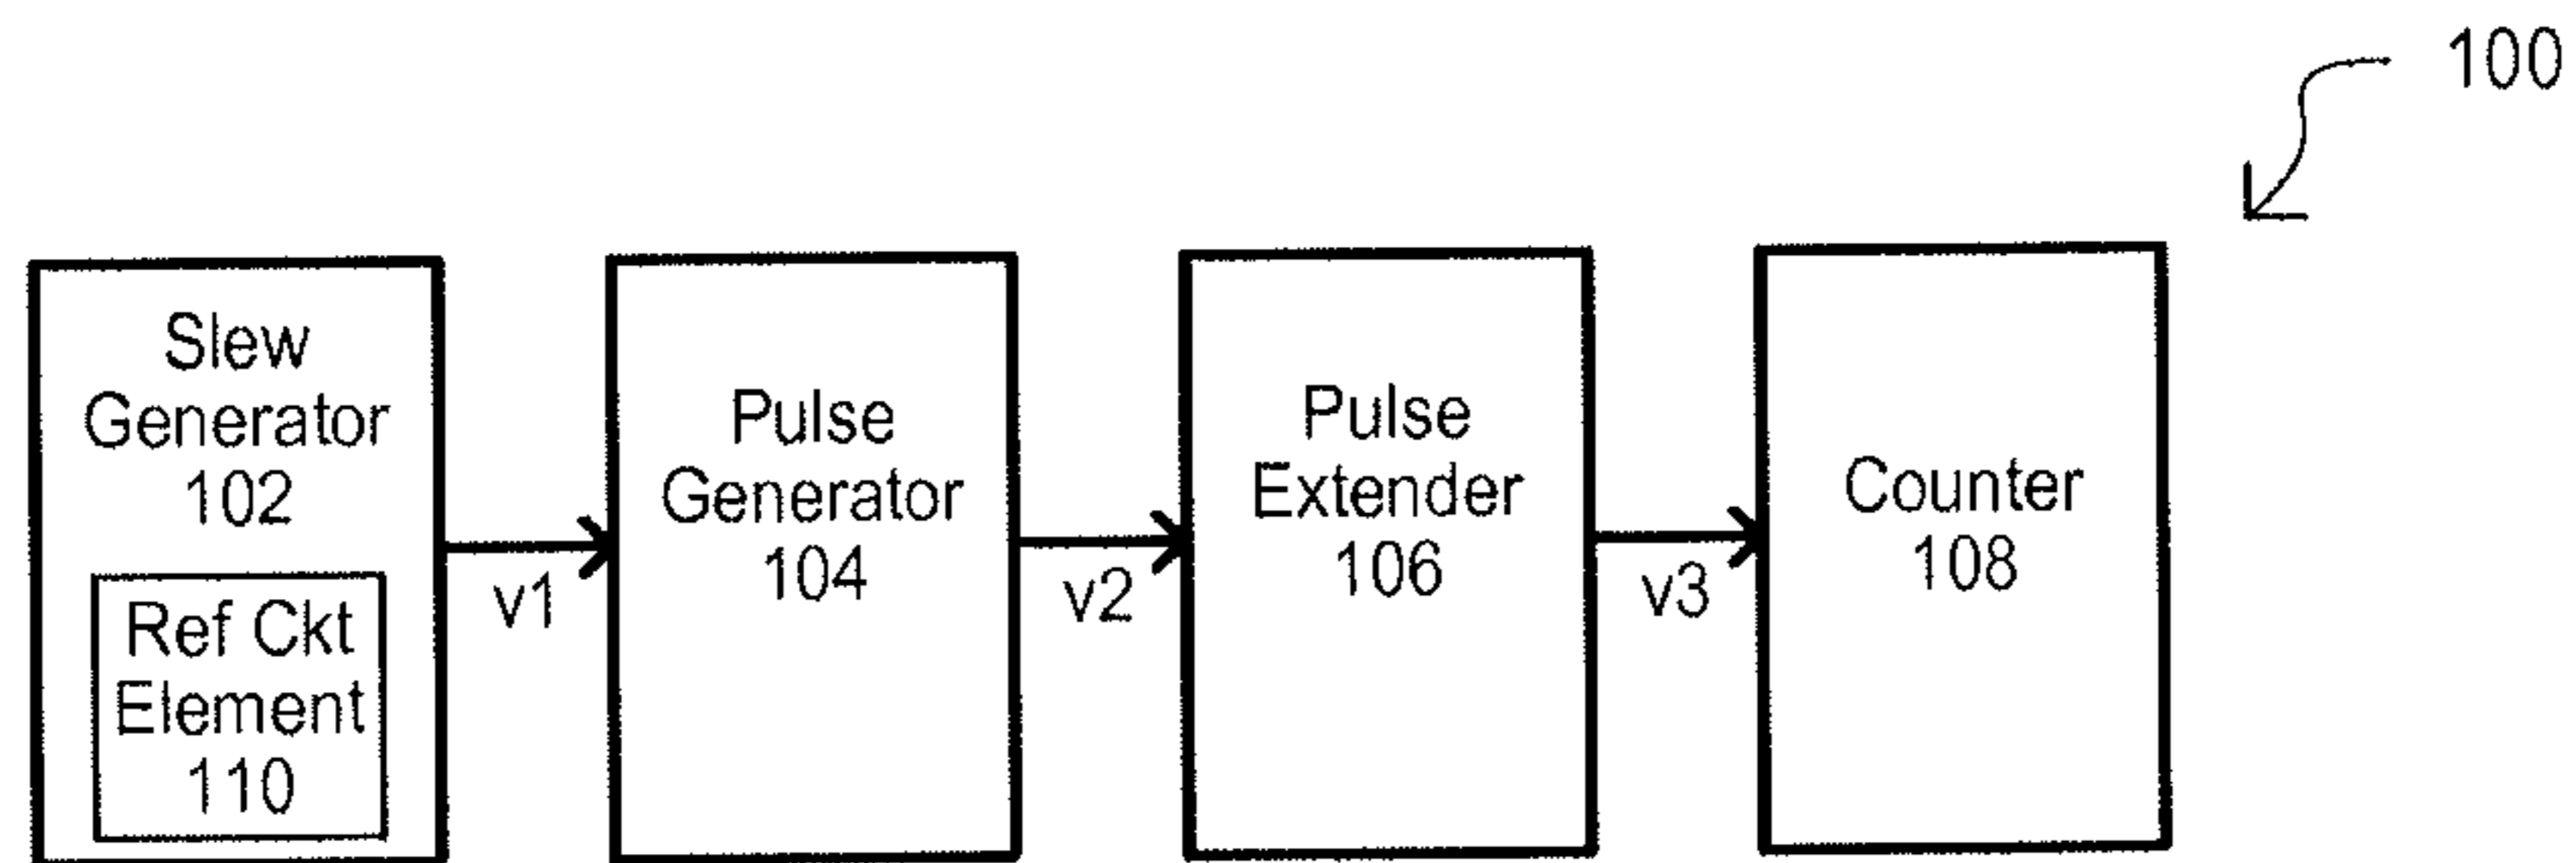 100
Slew
Generator
102
Ref Ckt
Element
110
v1
Pulse
Generator
104
v2
Pulse
Extender
106
v3
Counter
108